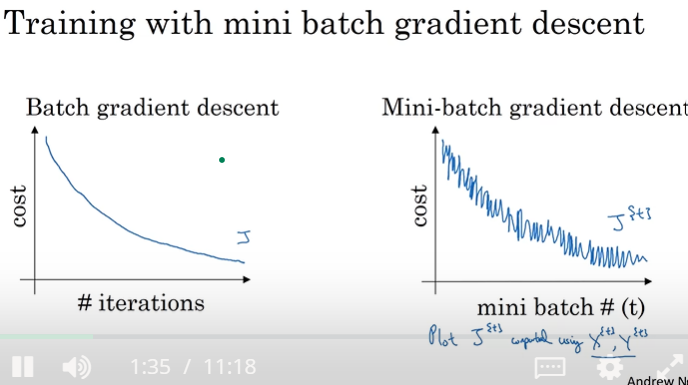 Training with mini batch gradient descent
Batch gradient descent
cost
J
# iterations
Mini-batch gradient descent
cost
J{t}
mini batch # (t)
Plot J{t} computed using X{t}, Y{t}
1:35 / 11:18
Andrew N